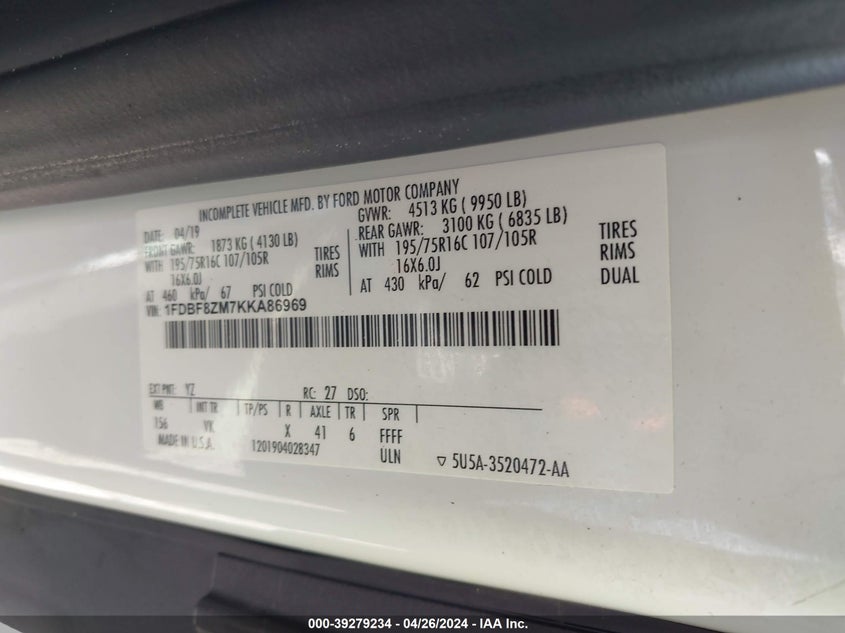 INCOMPLETE VEHICLE MFD. BY FORD MOTOR COMPANY
DATE: 04/19 GVWR: 4513 KG ( 9950 LB)
FRONT GAWR: 1873 KG ( 4130 LB) REAR GAWR: 3100 KG ( 6835 LB)
WITH 195/75R16C 107/105R TIRES WITH 195/75R16C 107/105R TIRES
16X6.0J RIMS 16X6.0J RIMS
AT 460 kPa/ 67 PSI COLD AT 430 kPa/ 62 PSI COLD DUAL
VIN: 1FDBF8ZM7KKA86969
EXT PNT: YZ RC: 27 DSO:
WB INT TR TP/PS R AXLE TR SPR
156 VK X 41 6 FFFF
MADE IN U.S.A. 1201904028347 ULN ▽ 5U5A-3520472-AA
000-39279234 - 04/26/2024 - IAA Inc.